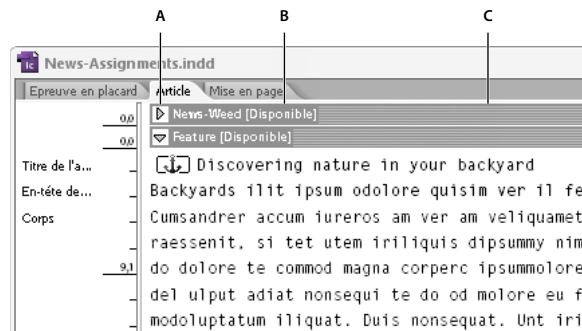 A B C
Ic News-Assignments.indd
Epreuve en placard Article Mise en page
0,0 News-Weed [Disponible]
0,0 Feature [Disponible]
Titre de l'a... Discovering nature in your backyard
En-téte de... Backyards ilit ipsum odolore quisim ver il fe
Corps Cumsandrer accum iureros am ver am veliquamet
raessenit, si tet utem iriliquis dipsummy nim
9,1 do dolore te commod magna corperc ipsummolore
del ulput adiat nonsequi te do od molore eu f
modoluptatum iliquat. Duis nonsequat. Unt iri